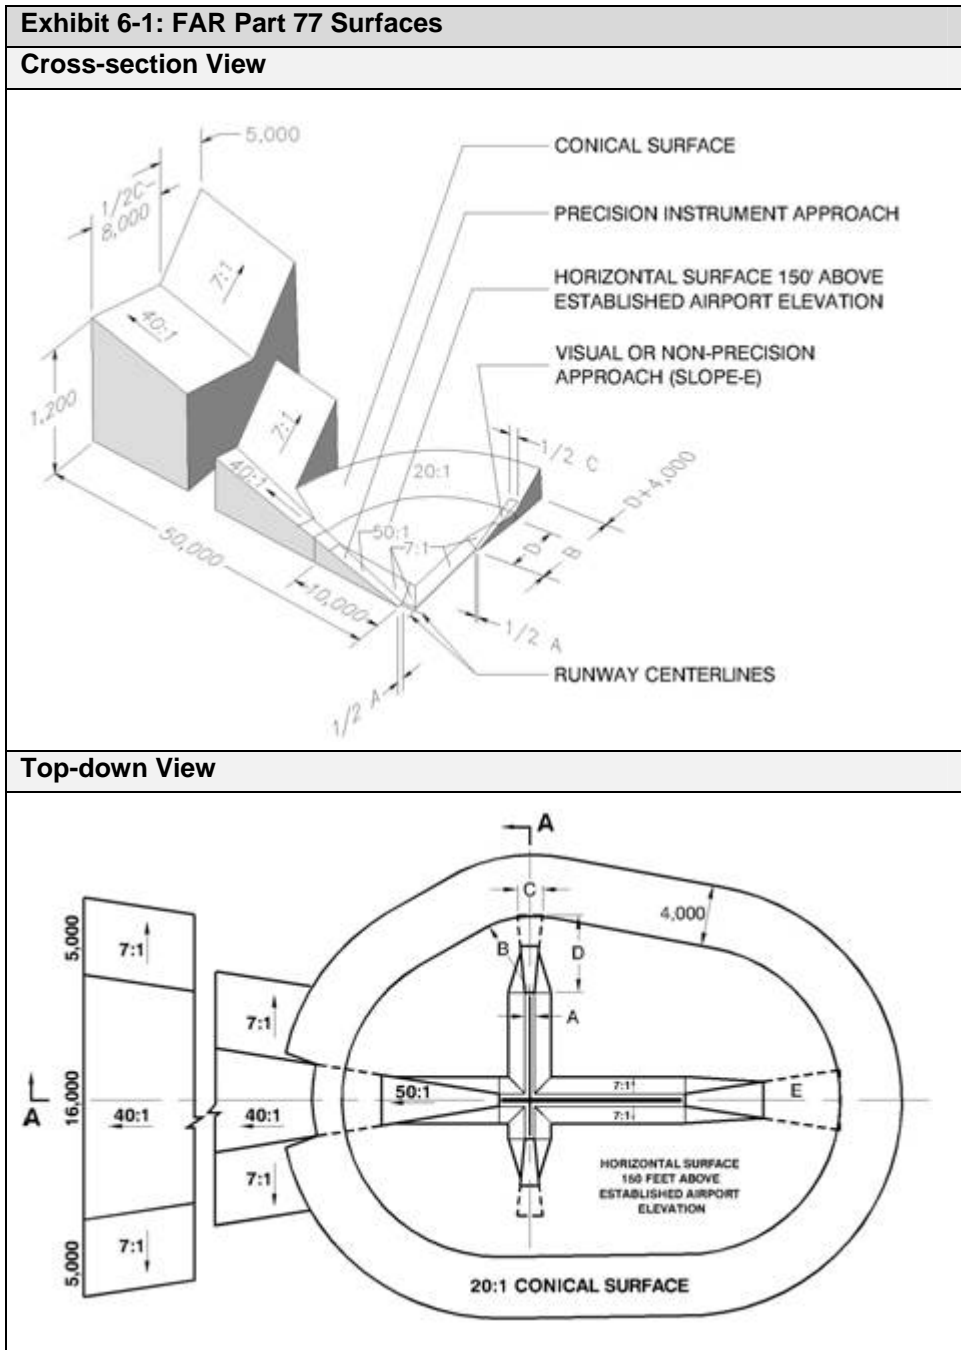 Exhibit 6-1: FAR Part 77 Surfaces
Cross-section View
5,000
1/2C-
8,000
CONICAL SURFACE
PRECISION INSTRUMENT APPROACH
HORIZONTAL SURFACE 150' ABOVE
ESTABLISHED AIRPORT ELEVATION
VISUAL OR NON-PRECISION
APPROACH (SLOPE-E)
7:1
40:1
1,200
7:1
40:1
20:1
1/2 C
D+4,000
50:1
7:1
D
B
50,000
10,000
1/2 A
1/2 A
RUNWAY CENTERLINES
Top-down View
A
C
4,000
5,000
7:1
B
D
7:1
A
50:1
7:1
E
A
16,000
40:1
40:1
7:1
HORIZONTAL SURFACE
150 FEET ABOVE
ESTABLISHED AIRPORT
ELEVATION
7:1
5,000
7:1
20:1 CONICAL SURFACE